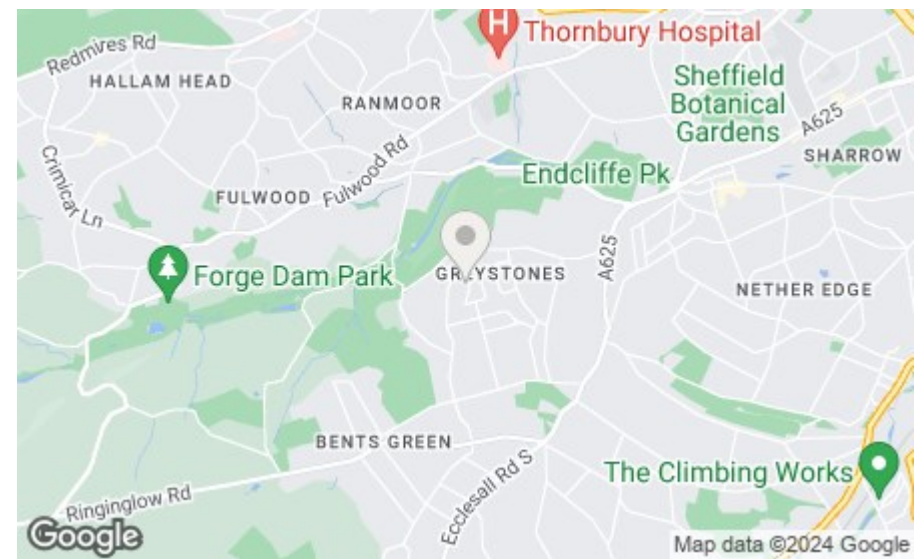 Redmires Rd
H
Thornbury Hospital
HALLAM HEAD
RANMOOR
Sheffield
Botanical
Gardens
A625
SHARROW
Crimicar Ln
Fulwood Rd
Endcliffe Pk
FULWOOD
A625
Forge Dam Park
GREYSTONES
NETHER EDGE
BENTS GREEN
Ecclesall Rd S
The Climbing Works
Ringinglow Rd
Google
Map data ©2024 Google